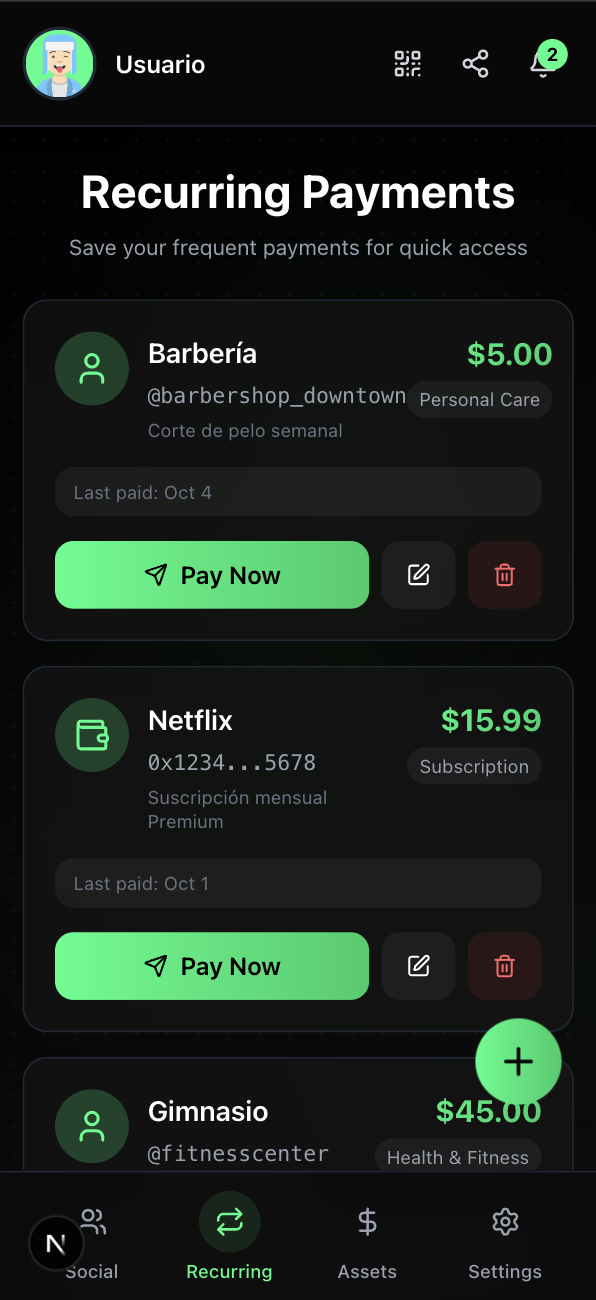 Usuario
2
Recurring Payments
Save your frequent payments for quick access
Barbería
$5.00
@barbershop_downtown
Personal Care
Corte de pelo semanal
Last paid: Oct 4
Pay Now
Netflix
$15.99
0x1234...5678
Subscription
Suscripción mensual
Premium
Last paid: Oct 1
Pay Now
Gimnasio
$45.00
@fitnesscenter
Health & Fitness
N
Social
Recurring
Assets
Settings